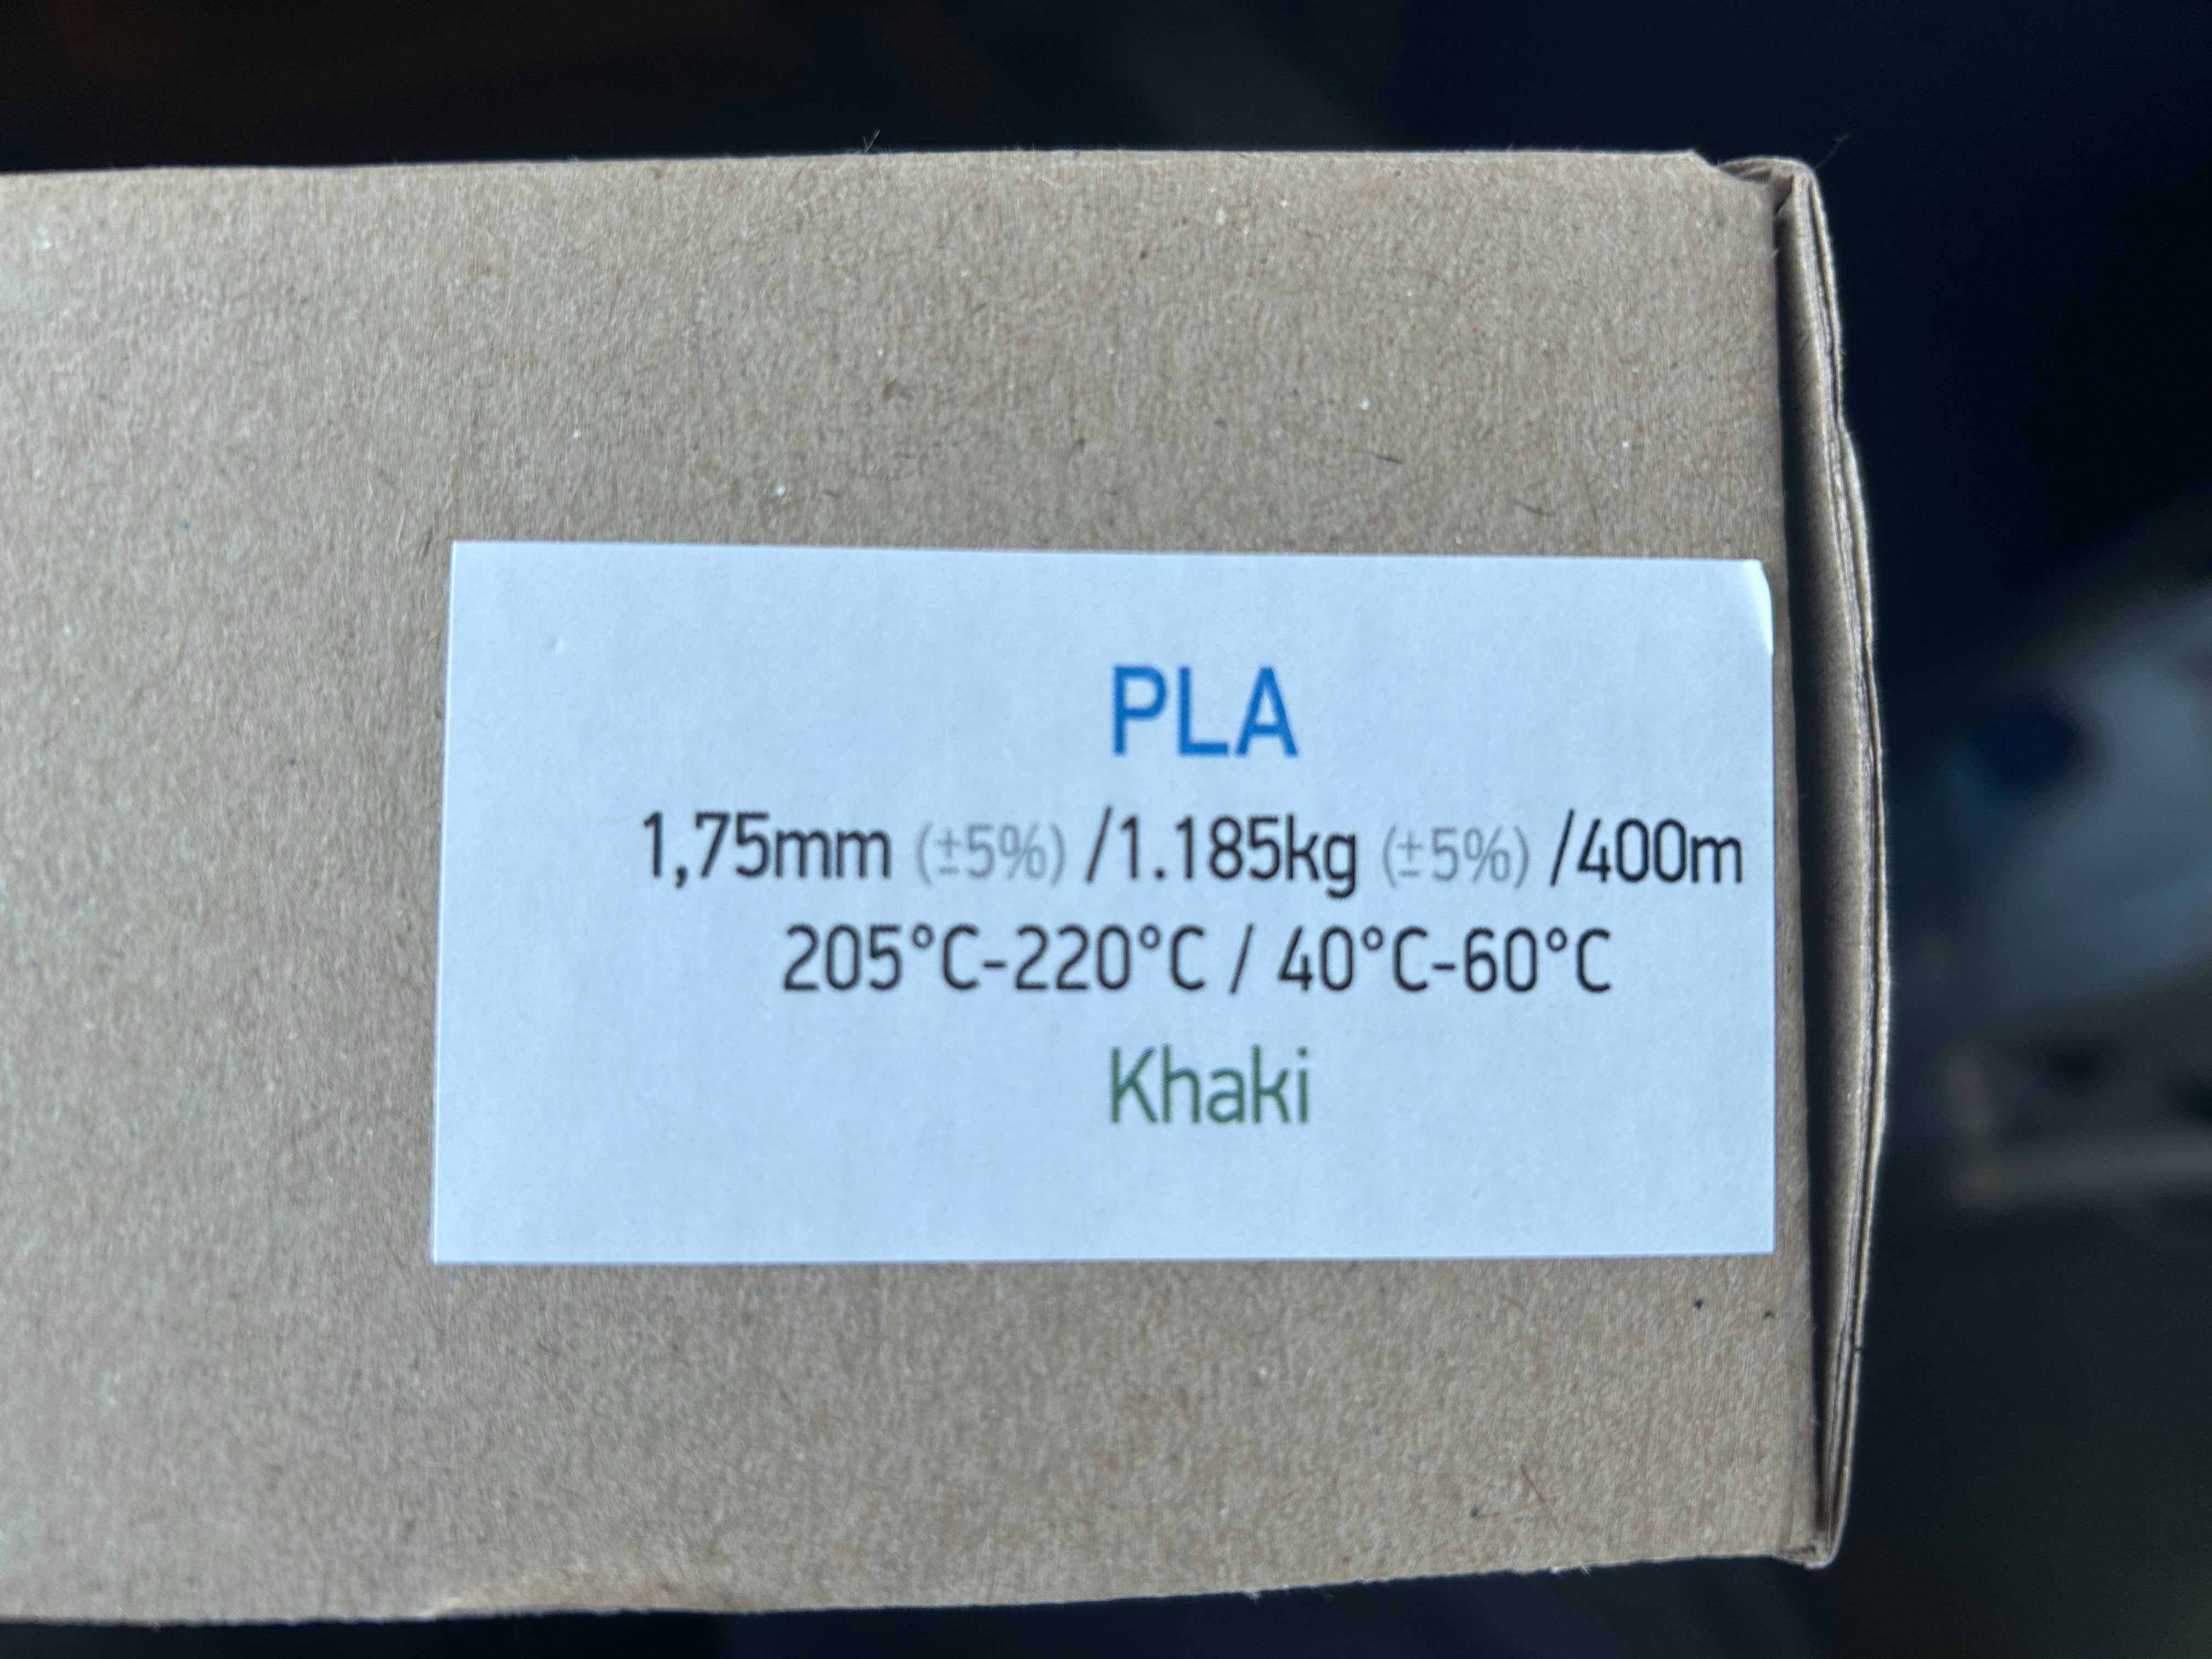 PLA
1,75mm (±5%) /1.185kg (±5%) /400m
205°C-220°C / 40°C-60°C
Khaki